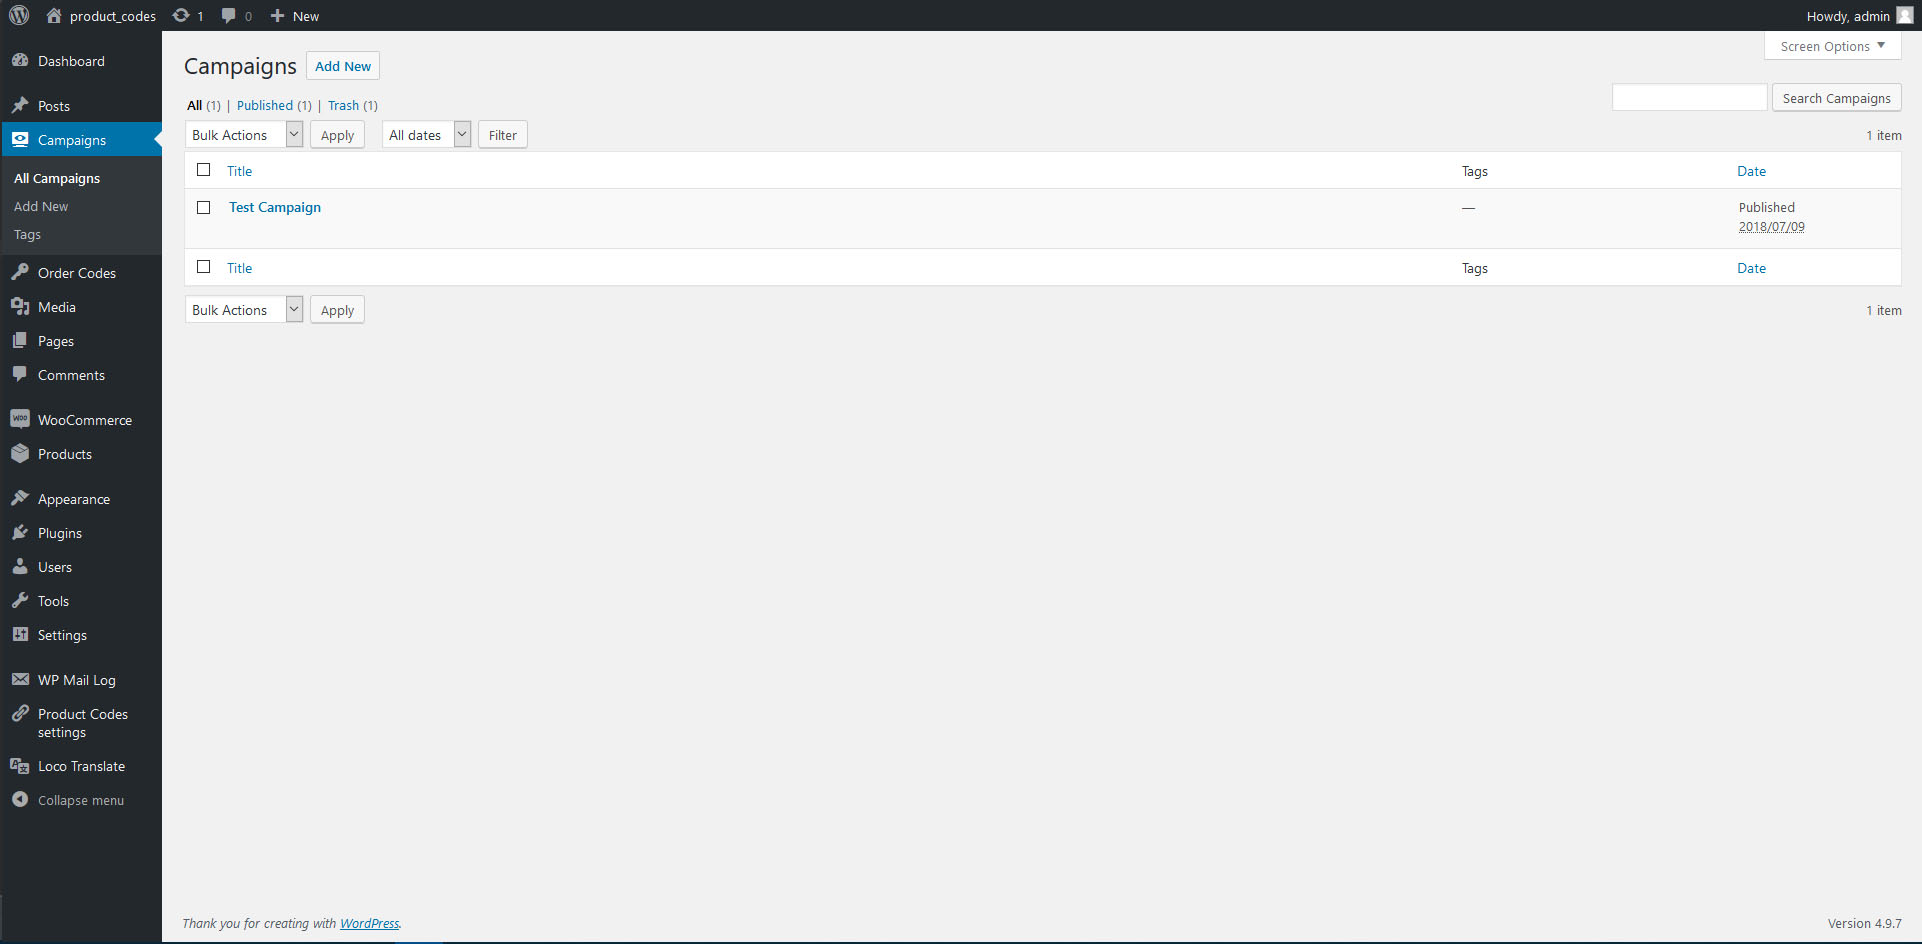 product_codes 1 0 New Howdy, admin
Screen Options
Dashboard
Posts
Campaigns
All Campaigns
Add New
Tags
Order Codes
Media
Pages
Comments
WOO WooCommerce
Products
Appearance
Plugins
Users
Tools
Settings
WP Mail Log
Product Codes
settings
Loco Translate
Collapse menu
Campaigns Add New
All (1) | Published (1) | Trash (1)
Search Campaigns
Bulk Actions Apply All dates Filter 1 item
Title Tags Date
Test Campaign — Published
2018/07/09
Title Tags Date
Bulk Actions Apply 1 item
Thank you for creating with WordPress. Version 4.9.7